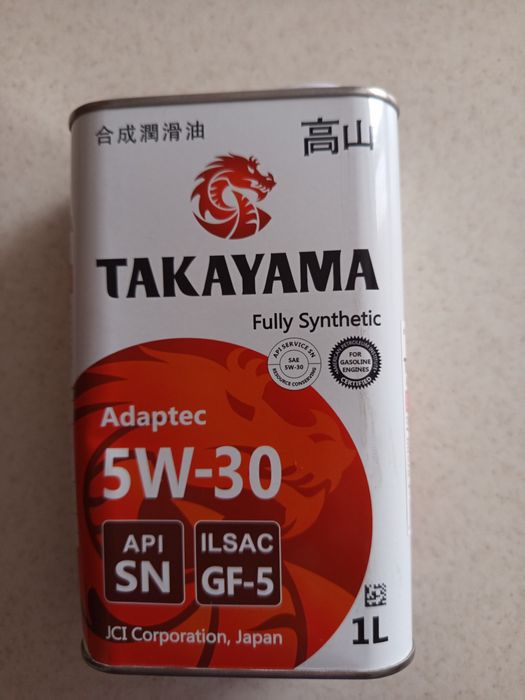 合成潤滑油
高山
TAKAYAMA
Fully Synthetic
API SERVICE SN
SAE
5W-30
RESOURCE CONSERVING
FOR
GASOLINE
ENGINES
CERTIFIED
Adaptec
5W-30
API
SN
ILSAC
GF-5
JCI Corporation, Japan
1L